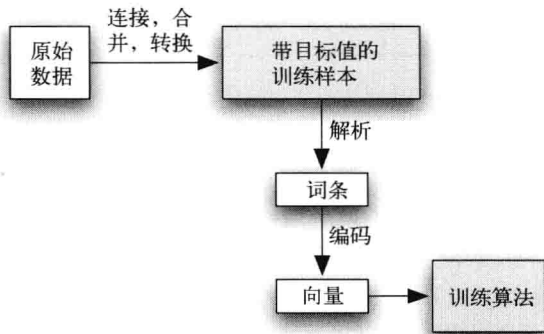 原始
数据
连接，合
并，转换
带目标值的
训练样本
解析
词条
编码
向量
训练算法